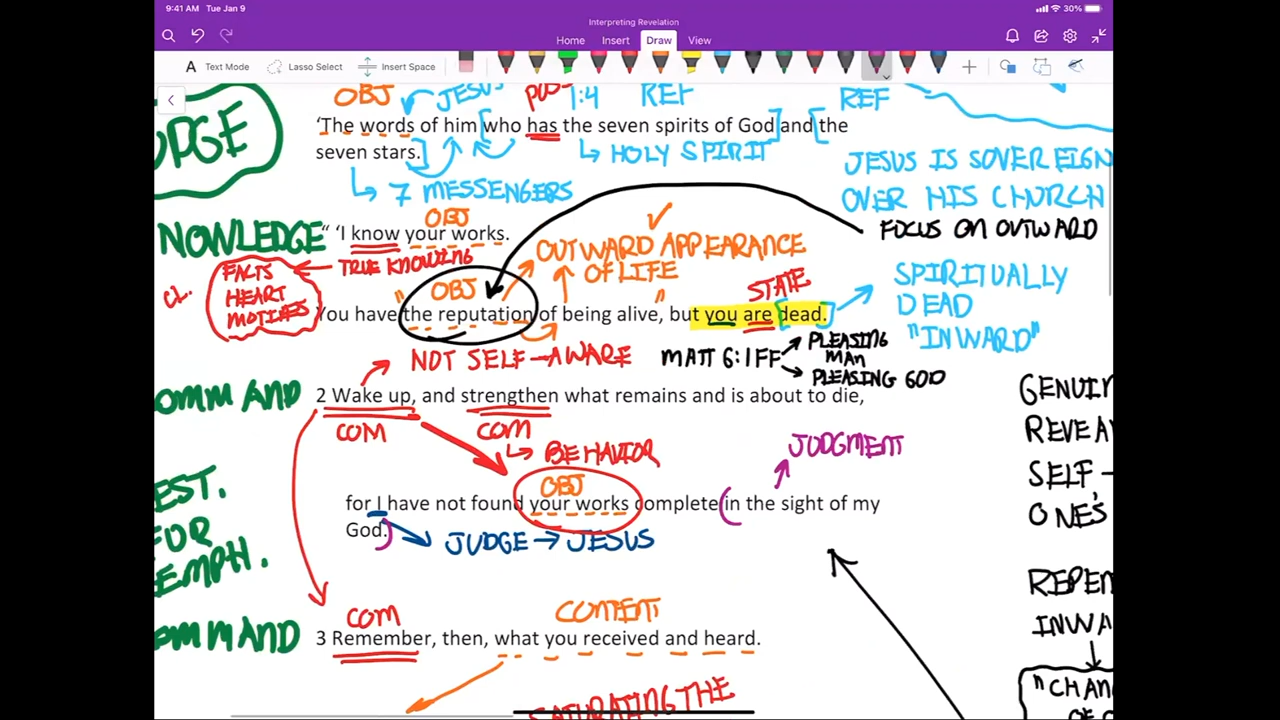 9:41 AM Tue Jan 9
30%
Interpreting Revelation
Home Insert Draw View
Text Mode Lasso Select Insert Space
OBJ JESUS 1:4 REF REF
'The words of him [who has the seven spirits of God] and [the
seven stars.]
HOLY SPIRIT
7 MESSENGERS
JESUS IS SOVEREIGN
OVER HIS CHURCH
FOCUS ON OUTWARD
NOWLEDGE
OBJ
" 'I know your works.
TRUE KNOWING
FACTS
HEART
MOTIVES
OUTWARD APPEARANCE
OF LIFE
" OBJ "
STATE
You have the reputation of being alive, but you are [dead.]
SPIRITUALLY
DEAD
"INWARD"
NOT SELF-AWARE
MATT 6:1FF
PLEASING
MAN
PLEASING GOD
OMMAND
2 Wake up, and strengthen what remains and is about to die,
COM COM
BEHAVIOR
JUDGMENT
OBJ
for I have not found your works complete (in the sight of my
God.)
JUDGE → JESUS
EST.
FOR
EMPH.
GENUIN
REVEA
SELF-
ONE'S
REPEN
INWA
"CHAN
OF
COM CONTENT
OMMAND
3 Remember, then, what you received and heard.
SATURATING THE